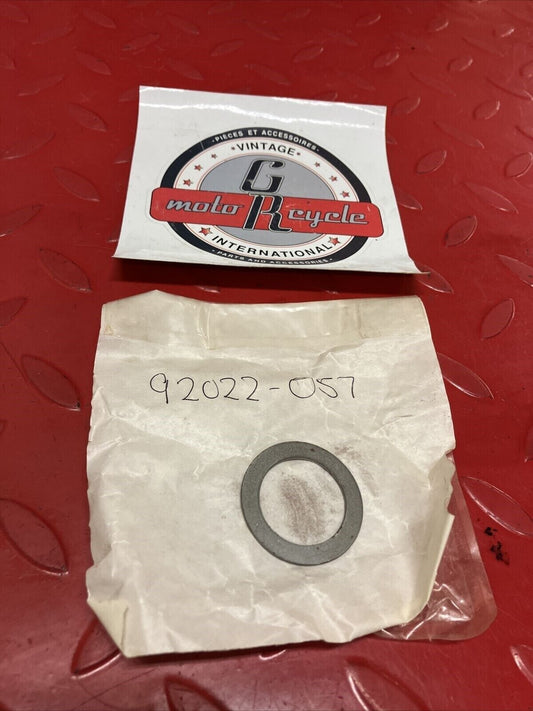 •PIECES ET ACCESSOIRES•
•VINTAGE•
G
moto R cycle
INTERNATIONAL
•PARTS AND ACCESSORIES•
92022-057